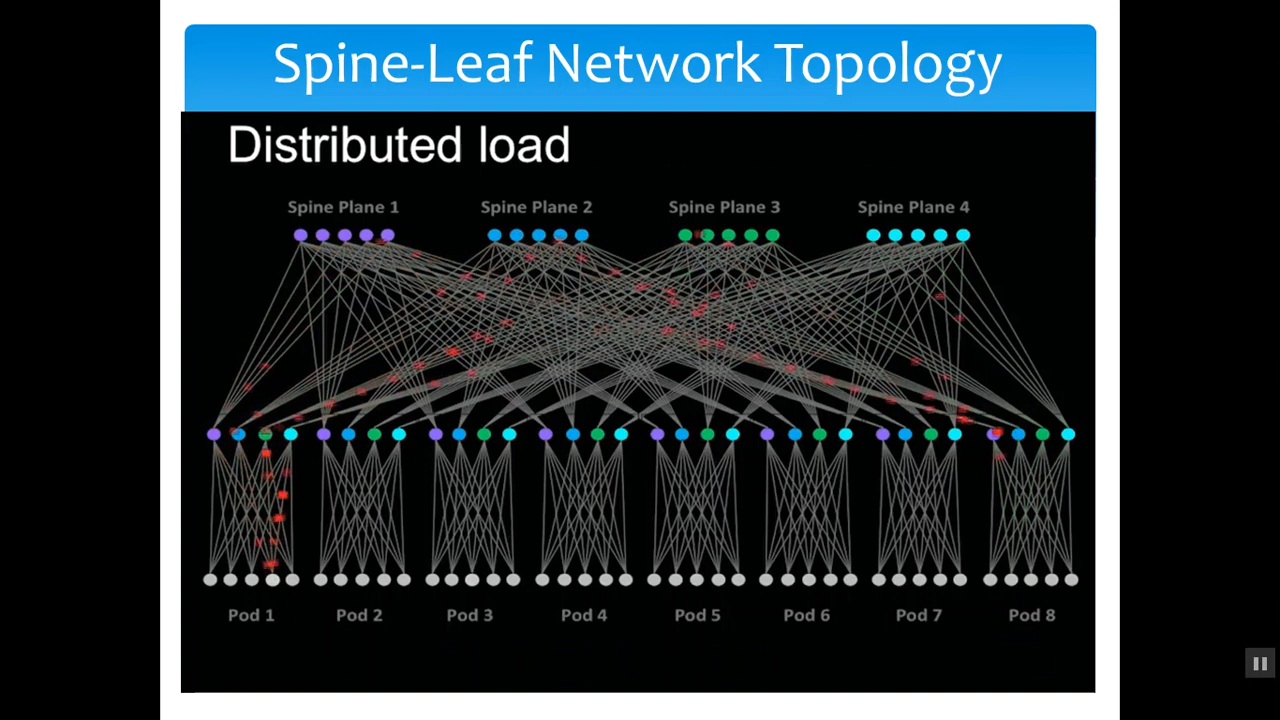 Spine-Leaf Network Topology
Distributed load
Spine Plane 1 Spine Plane 2 Spine Plane 3 Spine Plane 4
Pod 1 Pod 2 Pod 3 Pod 4 Pod 5 Pod 6 Pod 7 Pod 8